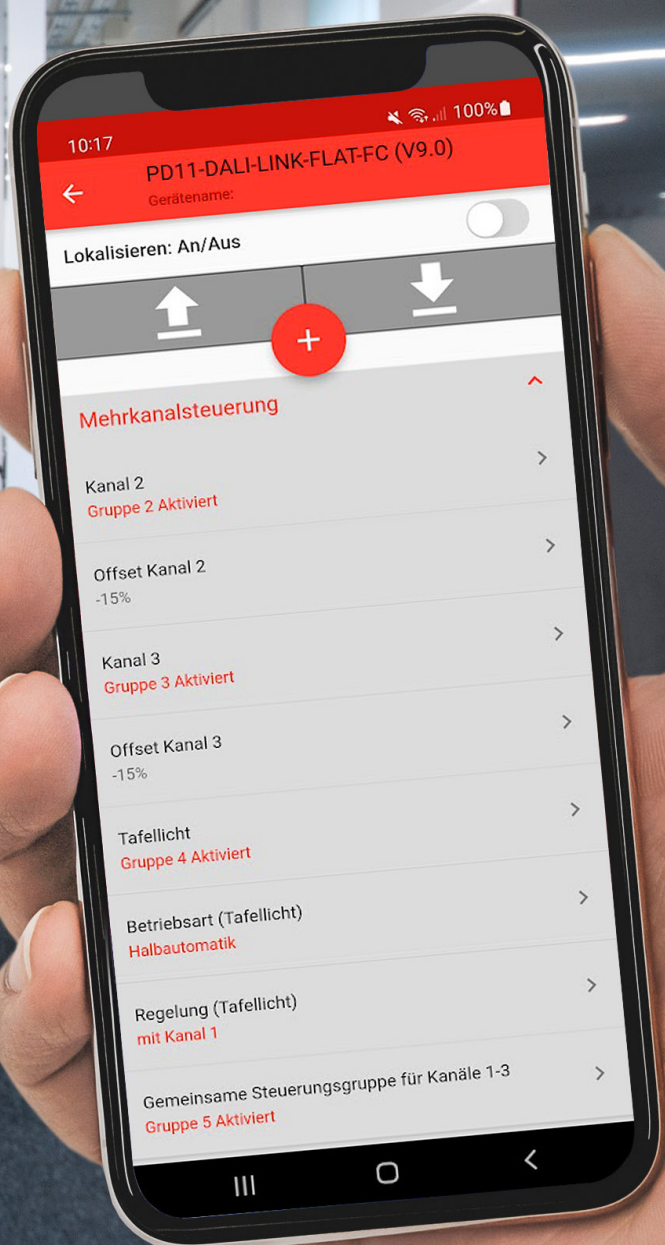 10:17
100%
PD11-DALI-LINK-FLAT-FC (V9.0)
Gerätename:
Lokalisieren: An/Aus
+
Mehrkanalsteuerung
Kanal 2
Gruppe 2 Aktiviert
Offset Kanal 2
-15%
Kanal 3
Gruppe 3 Aktiviert
Offset Kanal 3
-15%
Tafellicht
Gruppe 4 Aktiviert
Betriebsart (Tafellicht)
Halbautomatik
Regelung (Tafellicht)
mit Kanal 1
Gemeinsame Steuerungsgruppe für Kanäle 1-3
Gruppe 5 Aktiviert